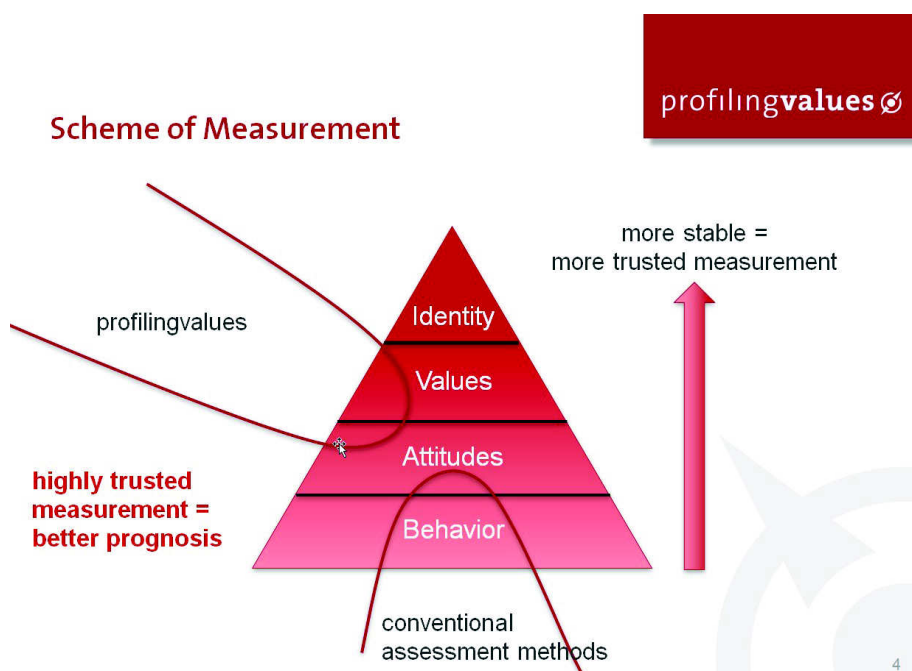 profilingvalues
Scheme of Measurement
more stable =
more trusted measurement
profilingvalues
Identity
Values
Attitudes
Behavior
highly trusted
measurement =
better prognosis
conventional
assessment methods
4